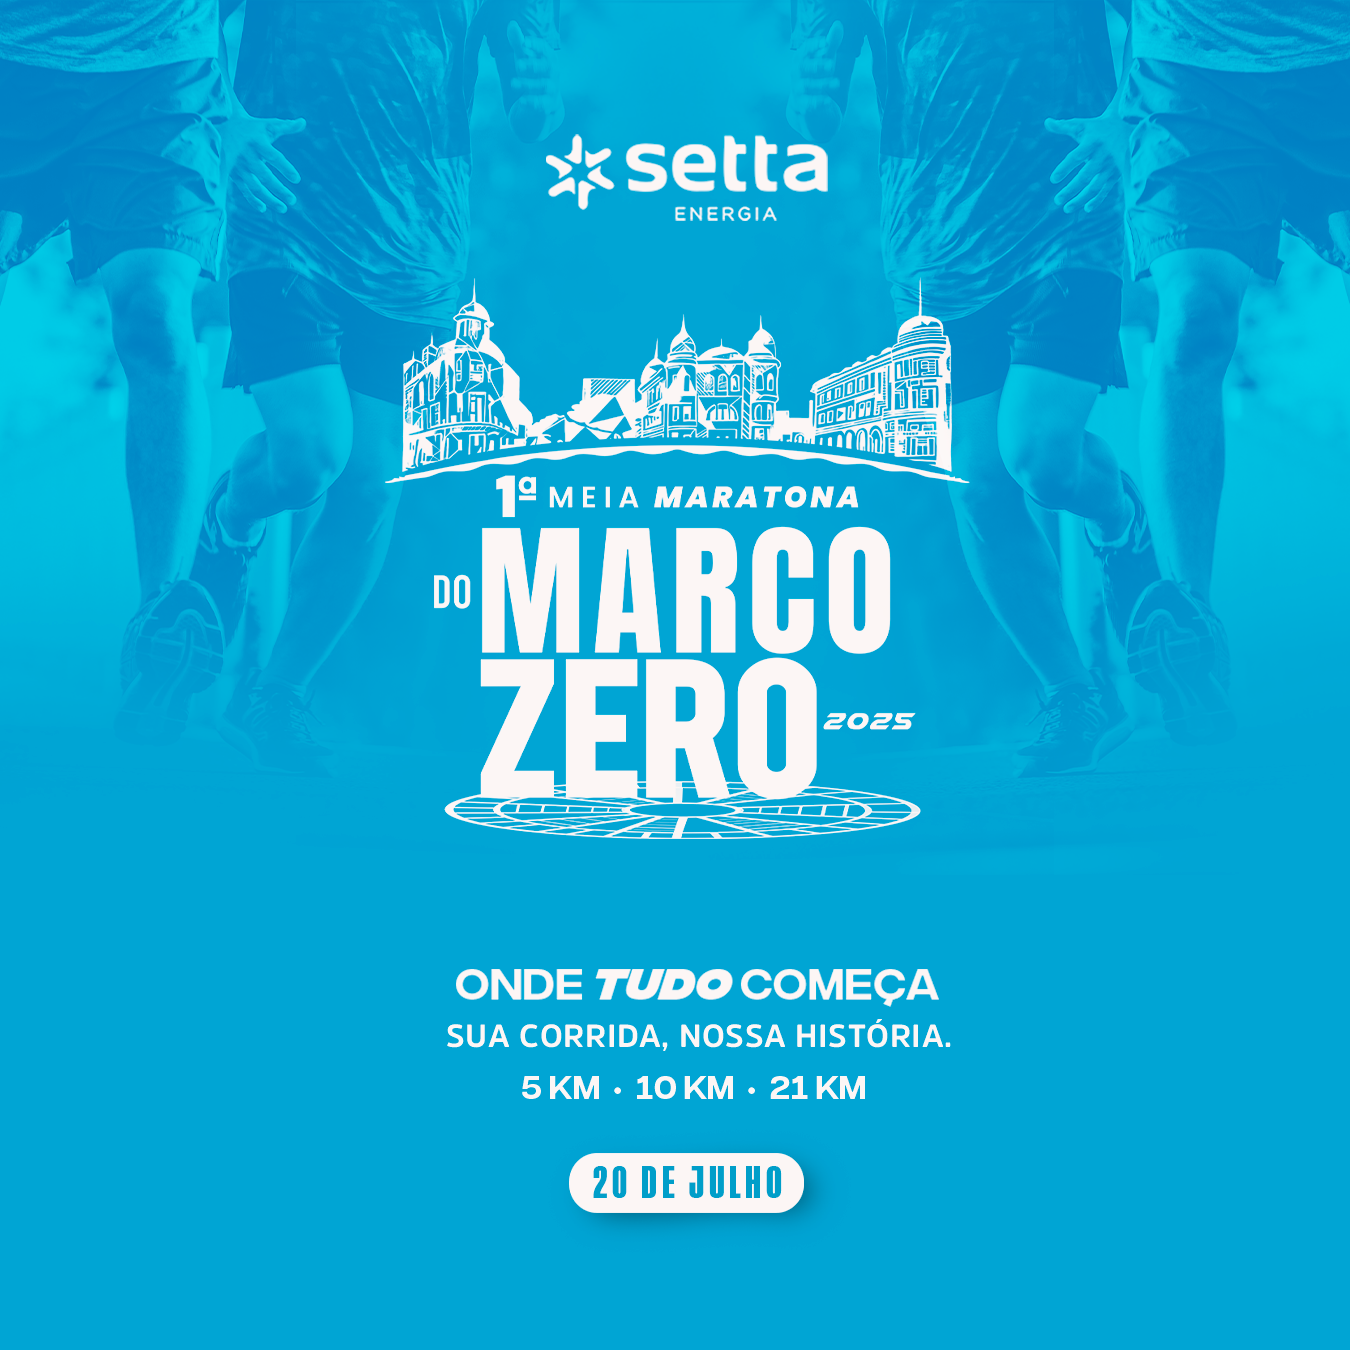 setta
ENERGIA
1ª MEIA MARATONA
DO MARCO
ZERO 2025
ONDE TUDO COMEÇA
SUA CORRIDA, NOSSA HISTÓRIA.
5 KM · 10 KM · 21 KM
20 DE JULHO